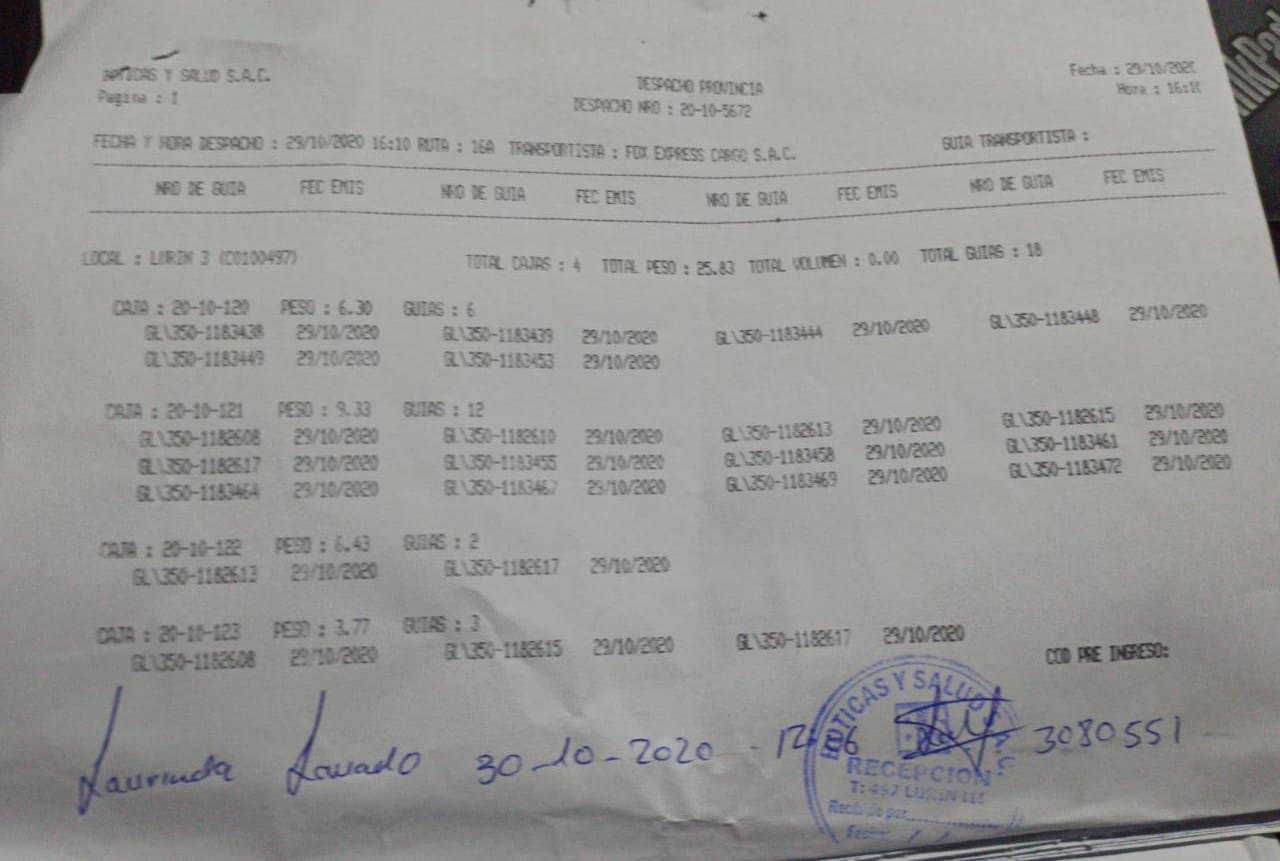 BOTICAS Y SALUD S.A.C.
Pagina : 1
DESPACHO PROVINCIA
DESPACHO NRO : 20-10-5672
Fecha : 29/10/2020
Hora : 16:10
FECHA Y HORA DESPACHO : 29/10/2020 16:10 RUTA : 16A TRANSPORTISTA : FOX EXPRESS CARGO S.A.C. GUIA TRANSPORTISTA :
NRO DE GUIA FEC EMIS NRO DE GUIA FEC EMIS NRO DE GUIA FEC EMIS NRO DE GUIA FEC EMIS
LOCAL : LURIN 3 (C0100497) TOTAL CAJAS : 4 TOTAL PESO : 25.83 TOTAL VOLUMEN : 0.00 TOTAL GUIAS : 18
CAJA : 20-10-120 PESO : 6.30 GUIAS : 6
GL\350-1183438 29/10/2020 GL\350-1183439 29/10/2020 GL\350-1183444 29/10/2020 GL\350-1183448 29/10/2020
GL\350-1183449 29/10/2020 GL\350-1183453 29/10/2020
CAJA : 20-10-121 PESO : 9.33 GUIAS : 12
GL\350-1182608 29/10/2020 GL\350-1182610 29/10/2020 GL\350-1182613 29/10/2020 GL\350-1182615 29/10/2020
GL\350-1182617 29/10/2020 GL\350-1183455 29/10/2020 GL\350-1183458 29/10/2020 GL\350-1183461 29/10/2020
GL\350-1183464 29/10/2020 GL\350-1183467 29/10/2020 GL\350-1183469 29/10/2020 GL\350-1183472 29/10/2020
CAJA : 20-10-122 PESO : 6.43 GUIAS : 2
GL\350-1182613 29/10/2020 GL\350-1182617 29/10/2020
CAJA : 20-10-123 PESO : 3.77 GUIAS : 3
GL\350-1182608 29/10/2020 GL\350-1182615 29/10/2020 GL\350-1182617 29/10/2020
COD PRE INGRESO:
Laurinda Lavado 30-10-2020 - 3080551
BOTICAS Y SALUD S.A.C.
RECEPCION
T: 497 LURIN III
Recibido por
Fecha: / /